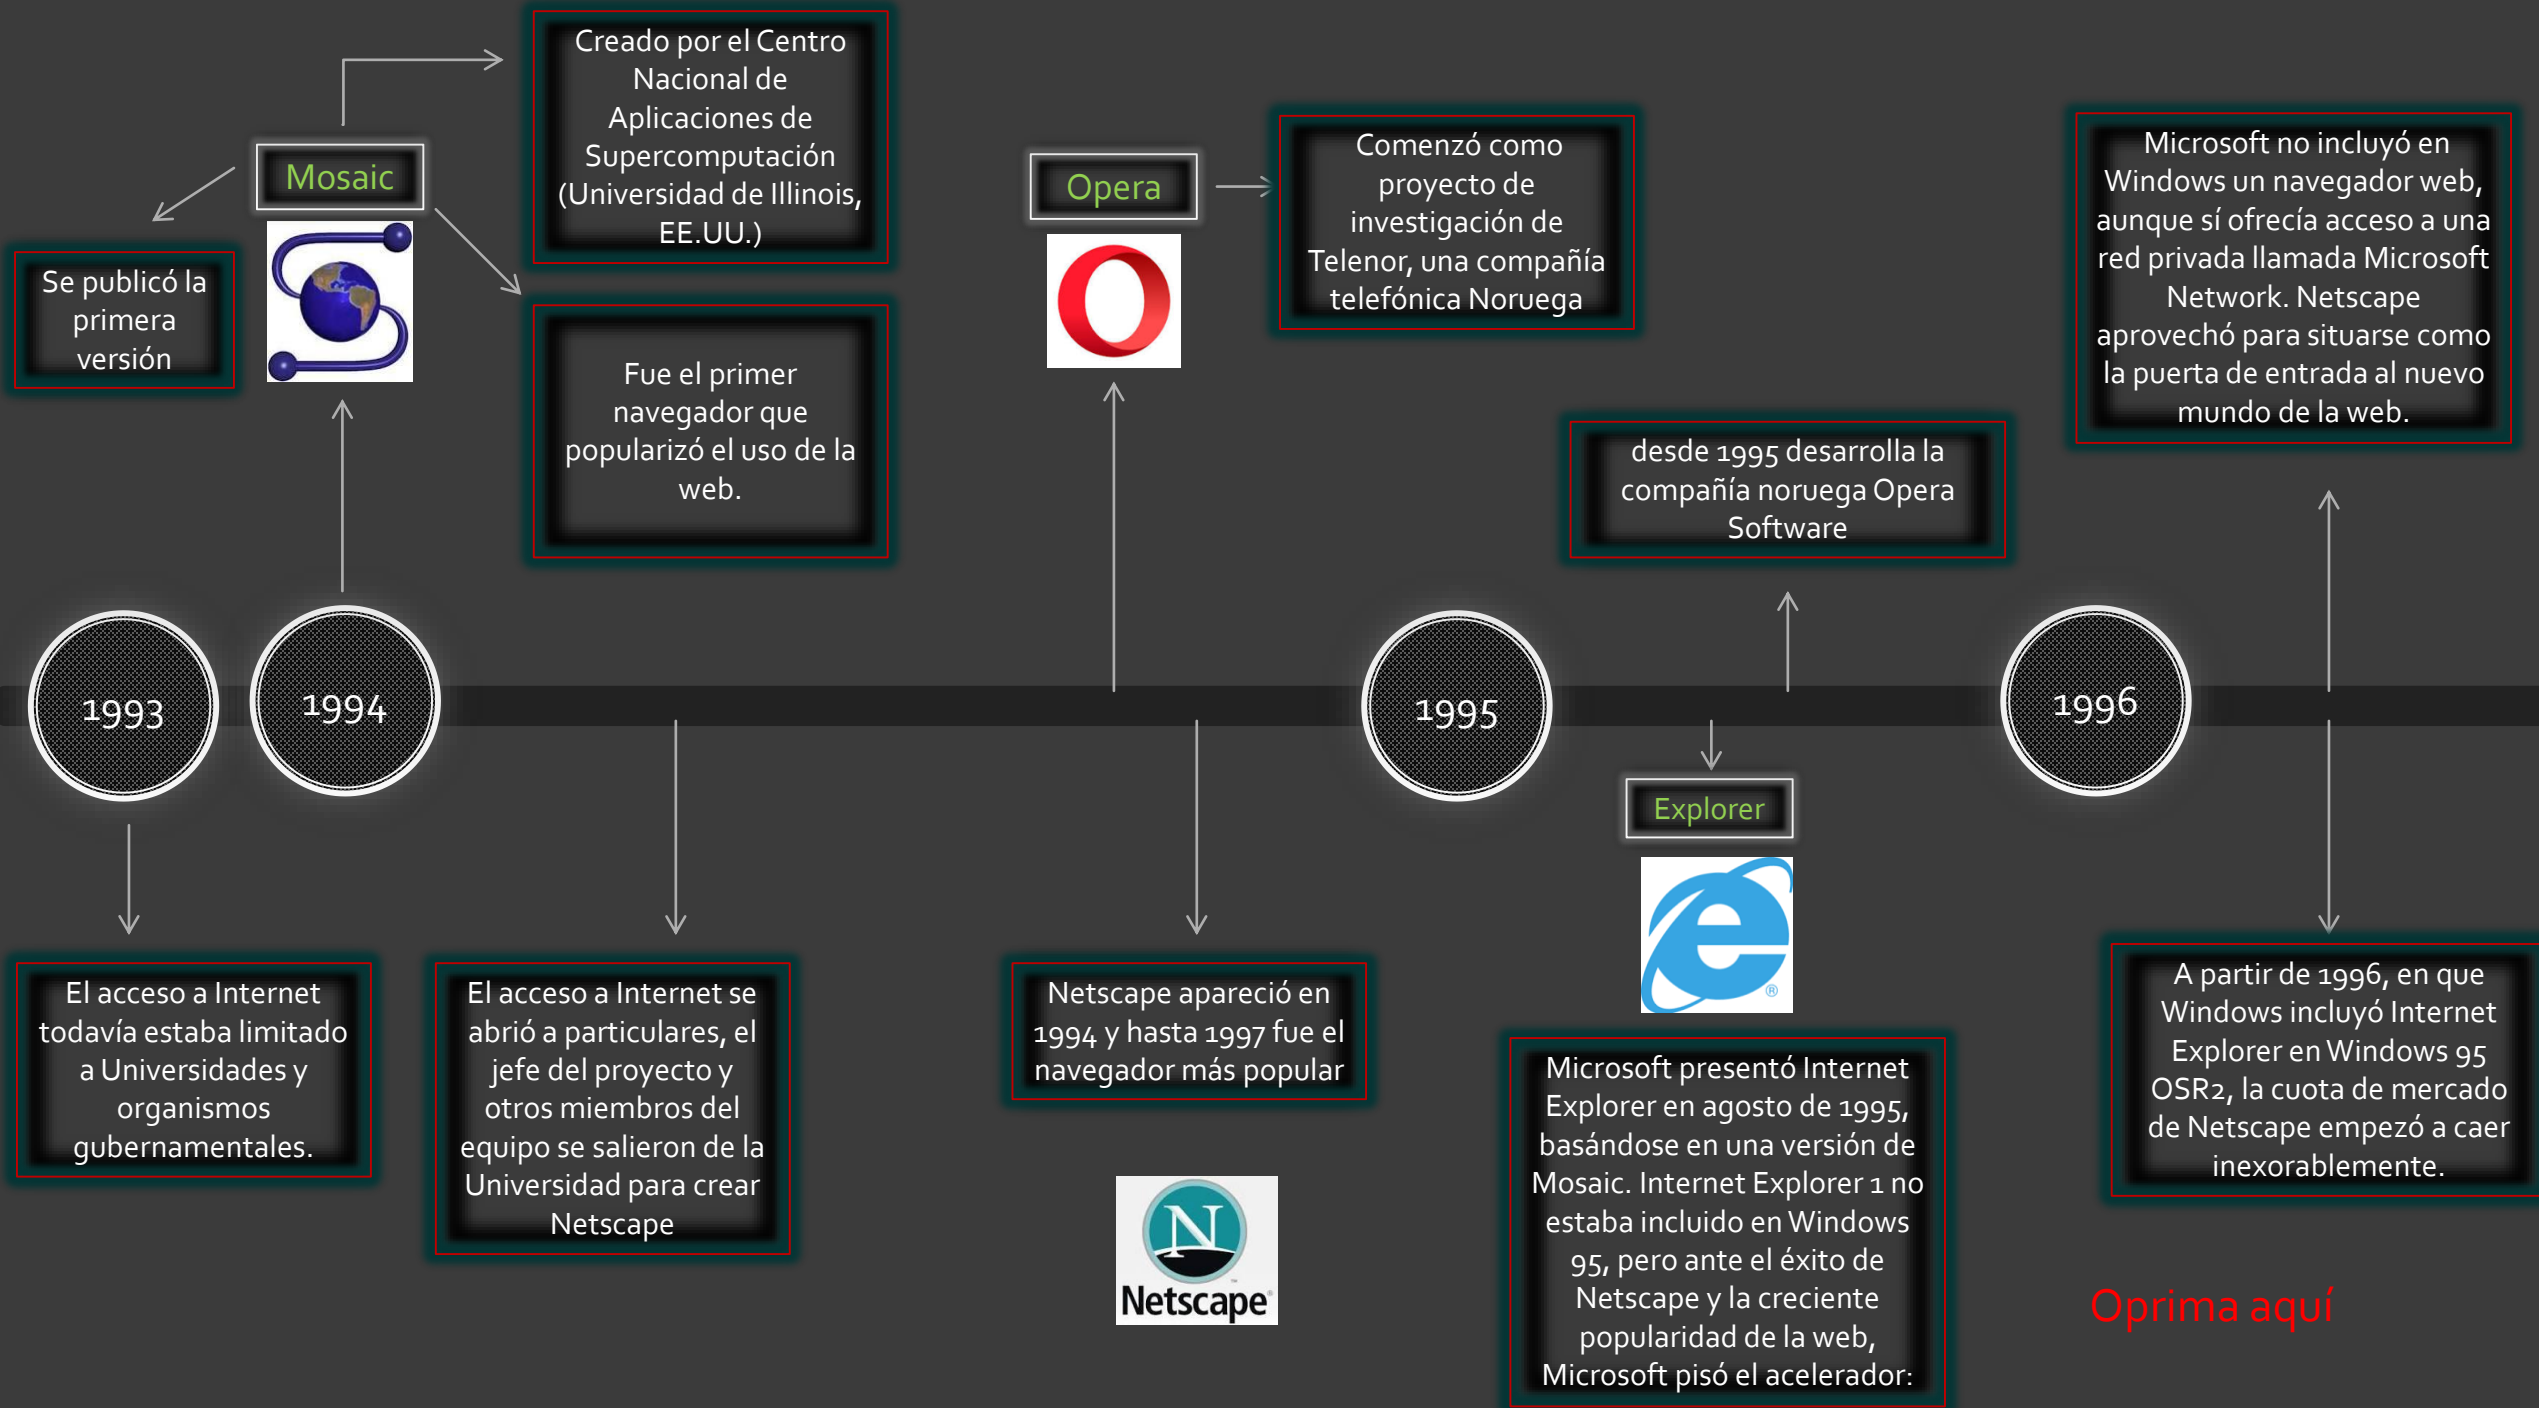 Creado por el Centro
Nacional de
Aplicaciones de
Supercomputación
(Universidad de Illinois,
EE.UU.)
Mosaic
Se publicó la
primera
versión
Fue el primer
navegador que
popularizó el uso de la
web.
Opera
Comenzó como
proyecto de
investigación de
Telenor, una compañía
telefónica Noruega
desde 1995 desarrolla la
compañía noruega Opera
Software
Microsoft no incluyó en
Windows un navegador web,
aunque sí ofrecía acceso a una
red privada llamada Microsoft
Network. Netscape
aprovechó para situarse como
la puerta de entrada al nuevo
mundo de la web.
1993
1994
1995
1996
El acceso a Internet
todavía estaba limitado
a Universidades y
organismos
gubernamentales.
El acceso a Internet se
abrió a particulares, el
jefe del proyecto y
otros miembros del
equipo se salieron de la
Universidad para crear
Netscape
Netscape apareció en
1994 y hasta 1997 fue el
navegador más popular
N
Netscape®
Explorer
e
®
Microsoft presentó Internet
Explorer en agosto de 1995,
basándose en una versión de
Mosaic. Internet Explorer 1 no
estaba incluido en Windows
95, pero ante el éxito de
Netscape y la creciente
popularidad de la web,
Microsoft pisó el acelerador:
A partir de 1996, en que
Windows incluyó Internet
Explorer en Windows 95
OSR2, la cuota de mercado
de Netscape empezó a caer
inexorablemente.
Oprima aquí